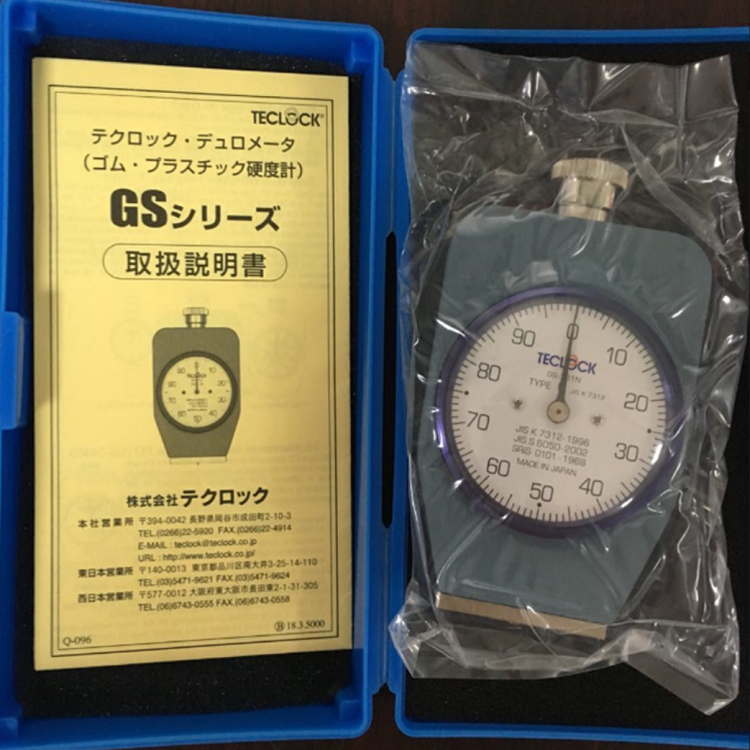 TECLOCK®
テクロック・デュロメータ
(ゴム・プラスチック硬度計)
GSシリーズ
取扱説明書
TECLOCK
株式会社テクロック
本社営業所 〒394-0042 長野県岡谷市成田町2-10-3
TEL.(0266)22-5920 FAX.(0266)22-4914
E-MAIL : teclock@teclock.co.jp
URL : http://www.teclock.co.jp/
東日本営業所 〒140-0013 東京都品川区南大井3-25-14-110
TEL.(03)5471-9621 FAX.(03)5471-9624
西日本営業所 〒577-0012 大阪府東大阪市長田東2-1-31-305
TEL.(06)6743-0555 FAX.(06)6743-0558
Q-096
Ⓗ 18.3.5000
0
10
20
30
40
50
60
70
80
90
TECLOCK
TYPE
JIS K 7312
JIS K 7312-1996
JIS S 6050-2002
SRIS 0101-1968
MADE IN JAPAN